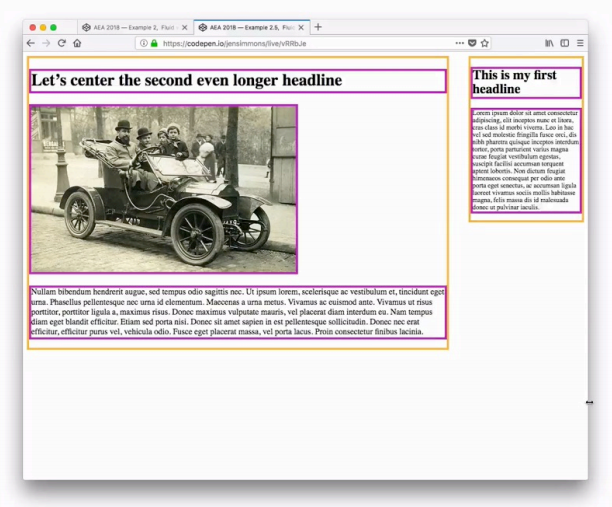 AEA 2018 — Example 2, Fluid
AEA 2018 — Example 2.5, Fluid
https://codepen.io/jensimmons/live/vRRbJe
Let's center the second even longer headline
Nullam bibendum hendrerit augue, sed tempus odio sagittis nec. Ut ipsum lorem, scelerisque ac vestibulum et, tincidunt eget
urna. Phasellus pellentesque nec urna id elementum. Maecenas a urna metus. Vivamus ac euismod ante. Vivamus ut risus
porttitor, porttitor ligula a, maximus risus. Donec maximus vulputate mauris, vel placerat diam interdum eu. Nam tempus
diam eget blandit efficitur. Etiam sed porta nisi. Donec sit amet sapien in est pellentesque sollicitudin. Donec nec erat
efficitur, efficitur purus vel, vehicula odio. Fusce eget placerat massa, vel porta lacus. Proin consectetur finibus lacinia.
This is my first
headline
Lorem ipsum dolor sit amet consectetur
adipiscing, elit inceptos nunc et litora,
cras class id morbi viverra. Leo in hac
vel sed molestie fringilla fusce orci, dis
nibh pharetra quisque inceptos interdum
tortor, porta parturient varius magna
curae feugiat vestibulum egestas,
suscipit facilisi accumsan torquent
aptent lobortis. Non dictum feugiat
himenaeos consequat per odio ante
porta eget senectus, ac accumsan ligula
laoreet vivamus sociis mollis habitasse
magna, felis massa dis id malesuada
donec ut pulvinar iaculis.